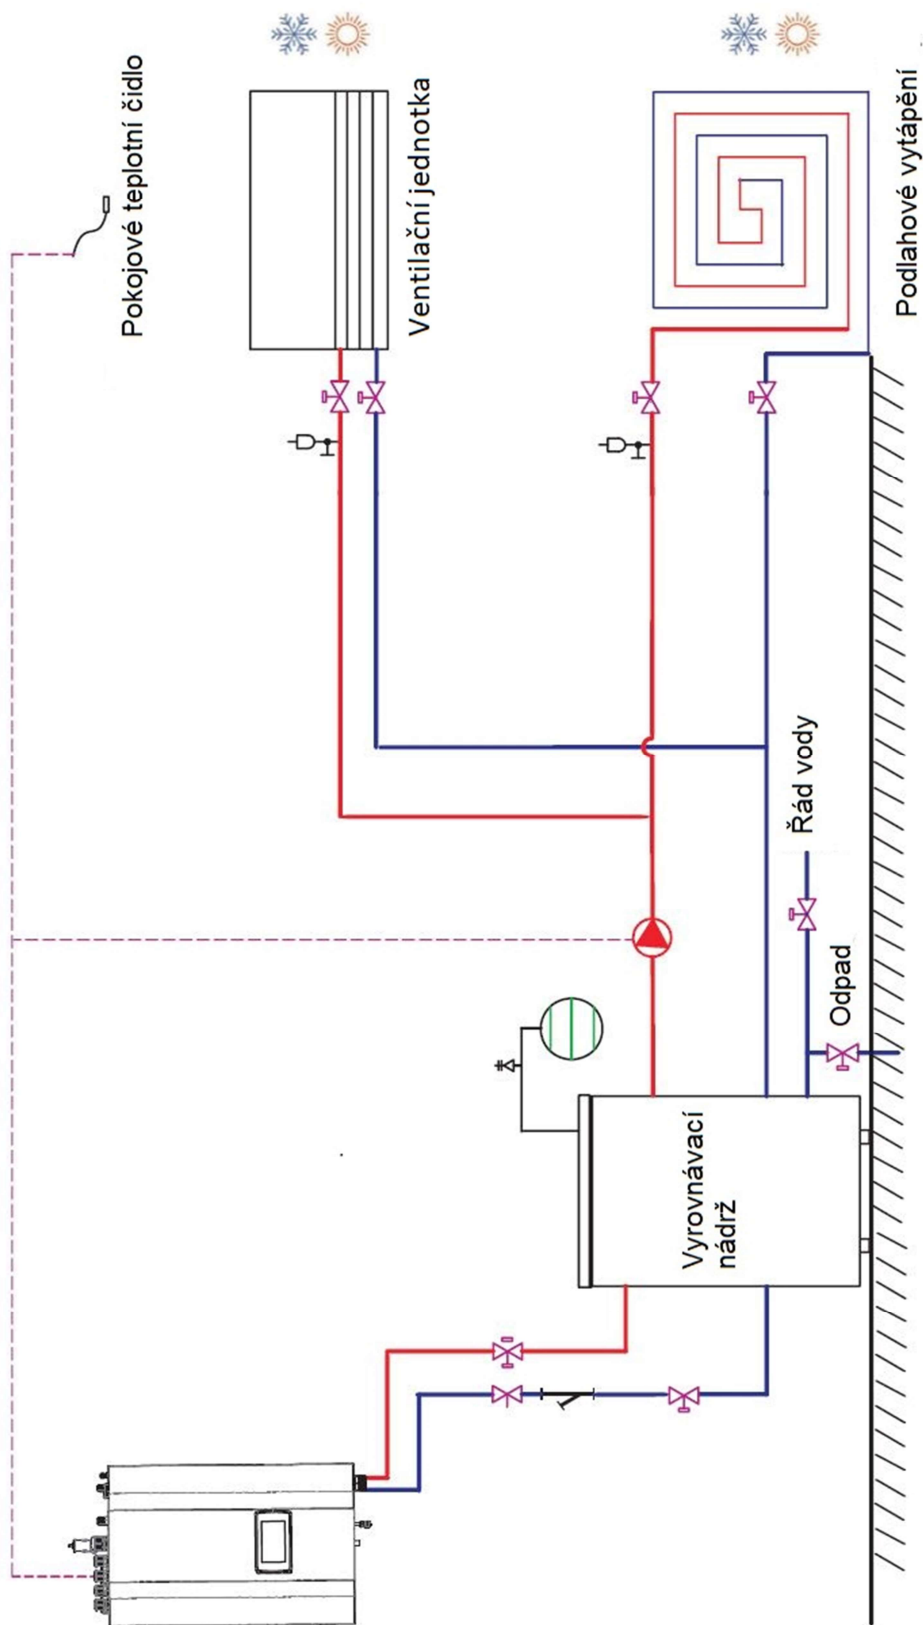 Pokojové teplotní čidlo
Ventilační jednotka
Podlahové vytápění
Řád vody
Odpad
Vyrovnávací
nádrž